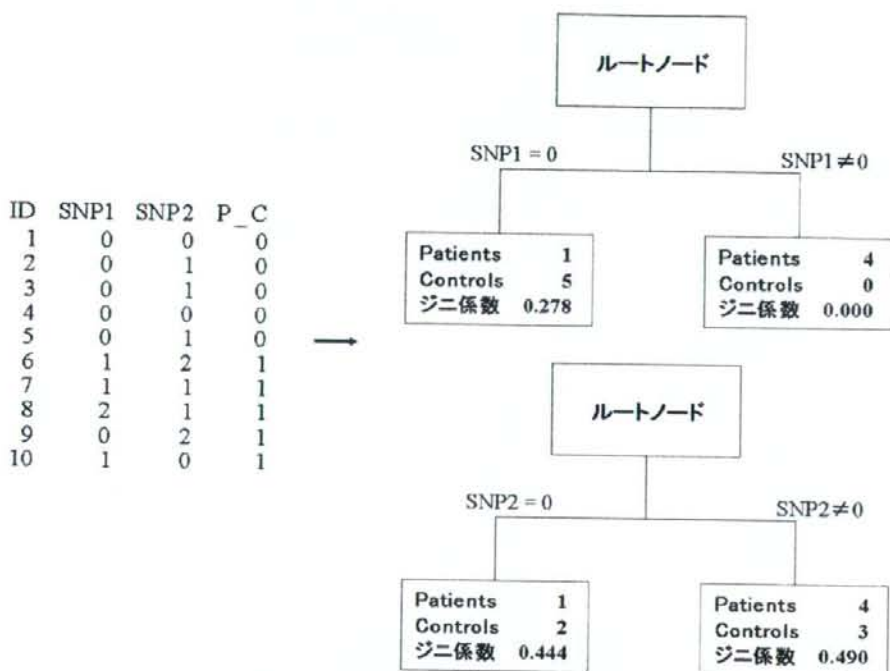 ID SNP1 SNP2 P_C
1 0 0 0
2 0 1 0
3 0 1 0
4 0 0 0
5 0 1 0
6 1 2 1
7 1 1 1
8 2 1 1
9 0 2 1
10 1 0 1
ルートノード
SNP1 = 0
SNP1≠0
Patients 1
Controls 5
ジニ係数 0.278
Patients 4
Controls 0
ジニ係数 0.000
ルートノード
SNP2 = 0
SNP2≠0
Patients 1
Controls 2
ジニ係数 0.444
Patients 4
Controls 3
ジニ係数 0.490